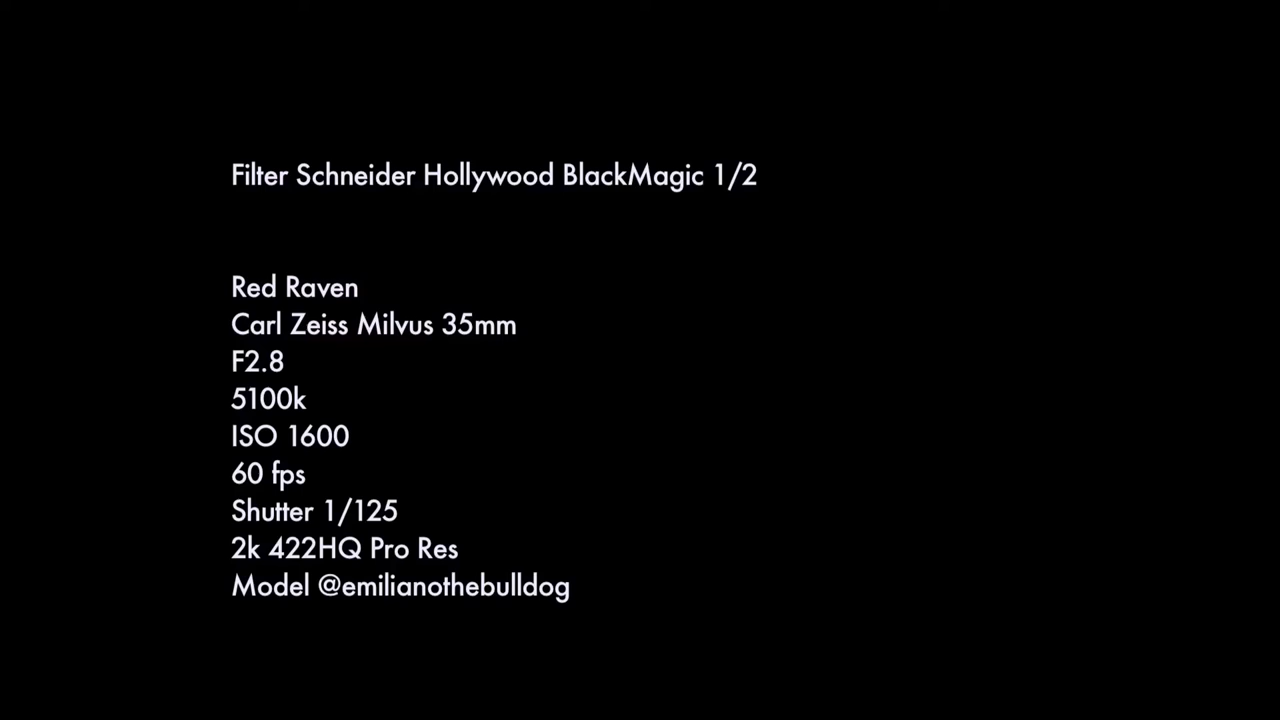 Filter Schneider Hollywood BlackMagic 1/2
Red Raven
Carl Zeiss Milvus 35mm
F2.8
5100k
ISO 1600
60 fps
Shutter 1/125
2k 422HQ Pro Res
Model @emilianothebulldog